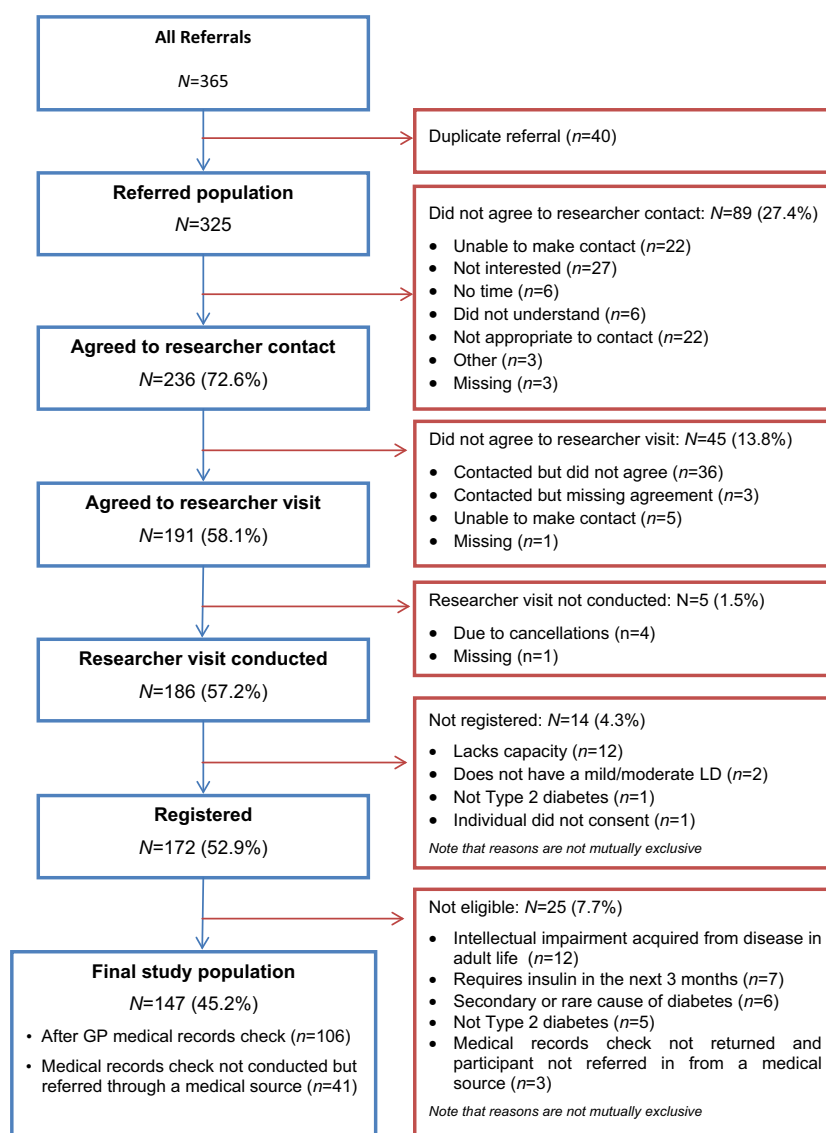 All Referrals
N=365
Duplicate referral (n=40)
Referred population
N=325
Did not agree to researcher contact: N=89 (27.4%)
• Unable to make contact (n=22)
• Not interested (n=27)
• No time (n=6)
• Did not understand (n=6)
• Not appropriate to contact (n=22)
• Other (n=3)
• Missing (n=3)
Agreed to researcher contact
N=236 (72.6%)
Did not agree to researcher visit: N=45 (13.8%)
• Contacted but did not agree (n=36)
• Contacted but missing agreement (n=3)
• Unable to make contact (n=5)
• Missing (n=1)
Agreed to researcher visit
N=191 (58.1%)
Researcher visit not conducted: N=5 (1.5%)
• Due to cancellations (n=4)
• Missing (n=1)
Researcher visit conducted
N=186 (57.2%)
Not registered: N=14 (4.3%)
• Lacks capacity (n=12)
• Does not have a mild/moderate LD (n=2)
• Not Type 2 diabetes (n=1)
• Individual did not consent (n=1)
Note that reasons are not mutually exclusive
Registered
N=172 (52.9%)
Not eligible: N=25 (7.7%)
• Intellectual impairment acquired from disease in
adult life (n=12)
• Requires insulin in the next 3 months (n=7)
• Secondary or rare cause of diabetes (n=6)
• Not Type 2 diabetes (n=5)
• Medical records check not returned and
participant not referred in from a medical
source (n=3)
Note that reasons are not mutually exclusive
Final study population
N=147 (45.2%)
• After GP medical records check (n=106)
• Medical records check not conducted but
referred through a medical source (n=41)